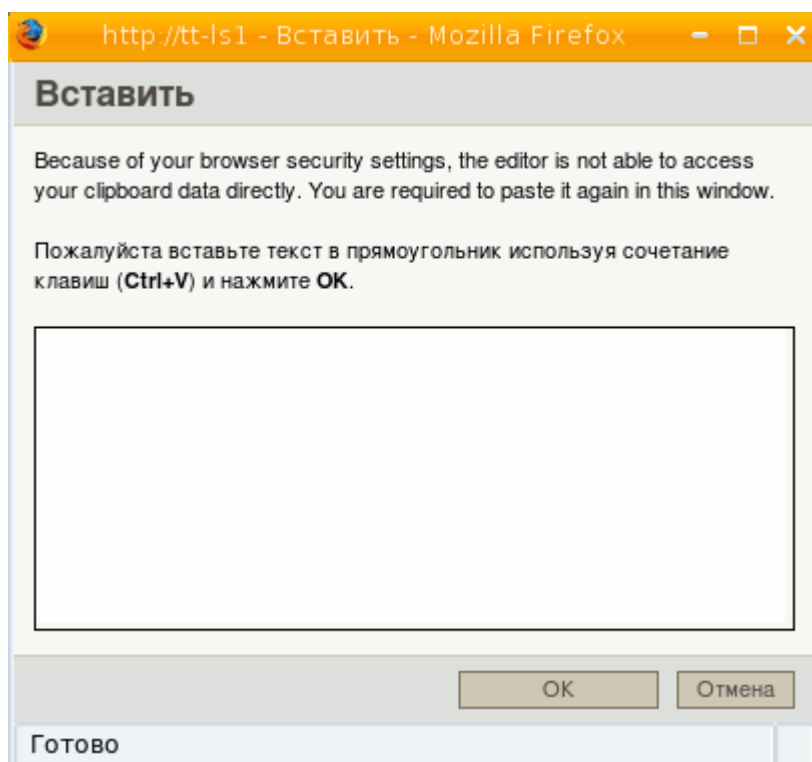 http://tt-ls1 - Вставить - Mozilla Firefox
Вставить
Because of your browser security settings, the editor is not able to access
your clipboard data directly. You are required to paste it again in this window.
Пожалуйста вставьте текст в прямоугольник используя сочетание
клавиш (Ctrl+V) и нажмите OK.
OK Отмена
Готово